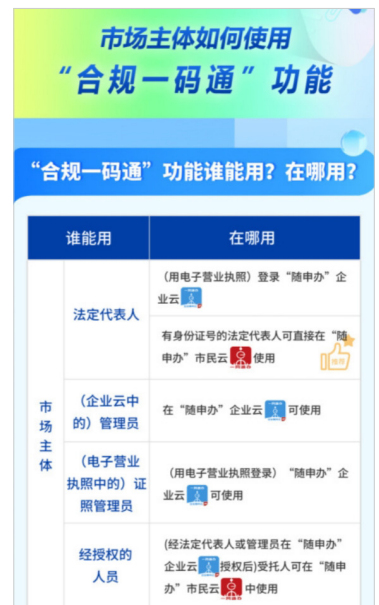 市场主体如何使用
“合规一码通”功能
“合规一码通”功能谁能用？在哪用？
谁能用
在哪用
市场主体
法定代表人
（用电子营业执照）登录“随申办”企
业云
有身份证号的法定代表人可直接在“随
申办”市民云 使用
推荐
（企业云中
的）管理员
在“随申办”企业云 可使用
（电子营业
执照中的）证
照管理员
（用电子营业执照登录）“随申办”企
业云 可使用
经授权的
人员
(经法定代表人或管理员在“随申办”
企业云 授权后)受托人可在“随申
办”市民云 中使用